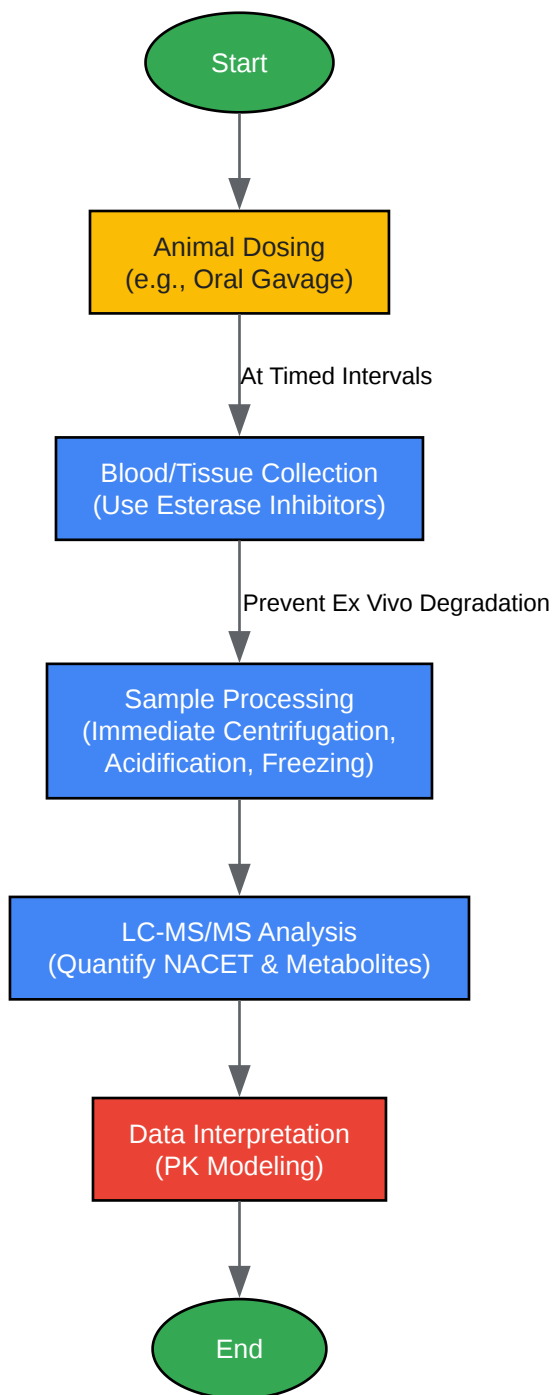 Start
Animal Dosing
(e.g., Oral Gavage)
At Timed Intervals
Blood/Tissue Collection
(Use Esterase Inhibitors)
Prevent Ex Vivo Degradation
Sample Processing
(Immediate Centrifugation,
Acidification, Freezing)
LC-MS/MS Analysis
(Quantify NACET & Metabolites)
Data Interpretation
(PK Modeling)
End